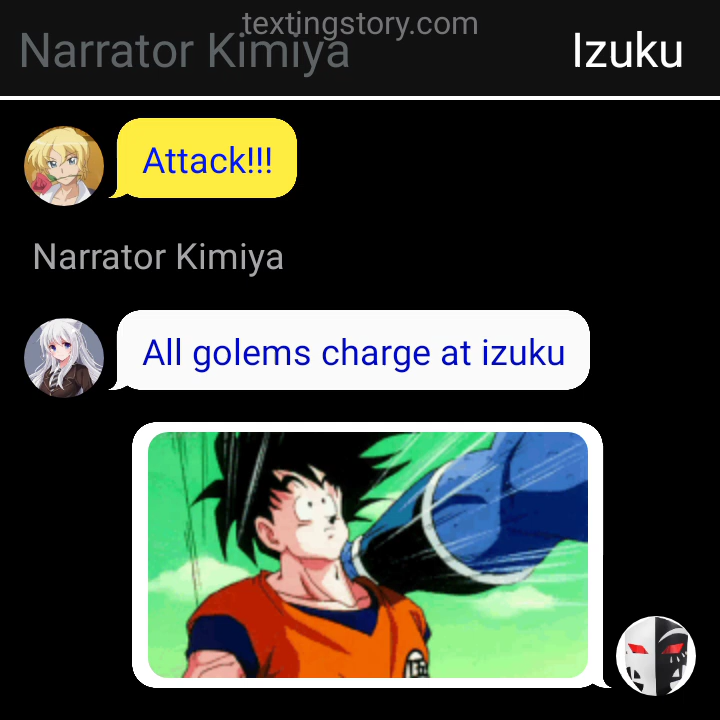 textingstory.com
Narrator Kimiya
Izuku
Attack!!!
Narrator Kimiya
All golems charge at izuku